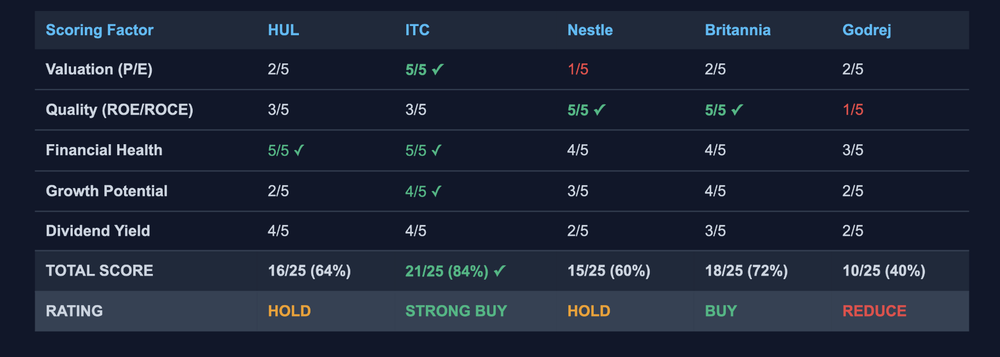 Scoring Factor HUL ITC Nestle Britannia Godrej
Valuation (P/E) 2/5 5/5 ✓ 1/5 2/5 2/5
Quality (ROE/ROCE) 3/5 3/5 5/5 ✓ 5/5 ✓ 1/5
Financial Health 5/5 ✓ 5/5 ✓ 4/5 4/5 3/5
Growth Potential 2/5 4/5 ✓ 3/5 4/5 2/5
Dividend Yield 4/5 4/5 2/5 3/5 2/5
TOTAL SCORE 16/25 (64%) 21/25 (84%) ✓ 15/25 (60%) 18/25 (72%) 10/25 (40%)
RATING HOLD STRONG BUY HOLD BUY REDUCE